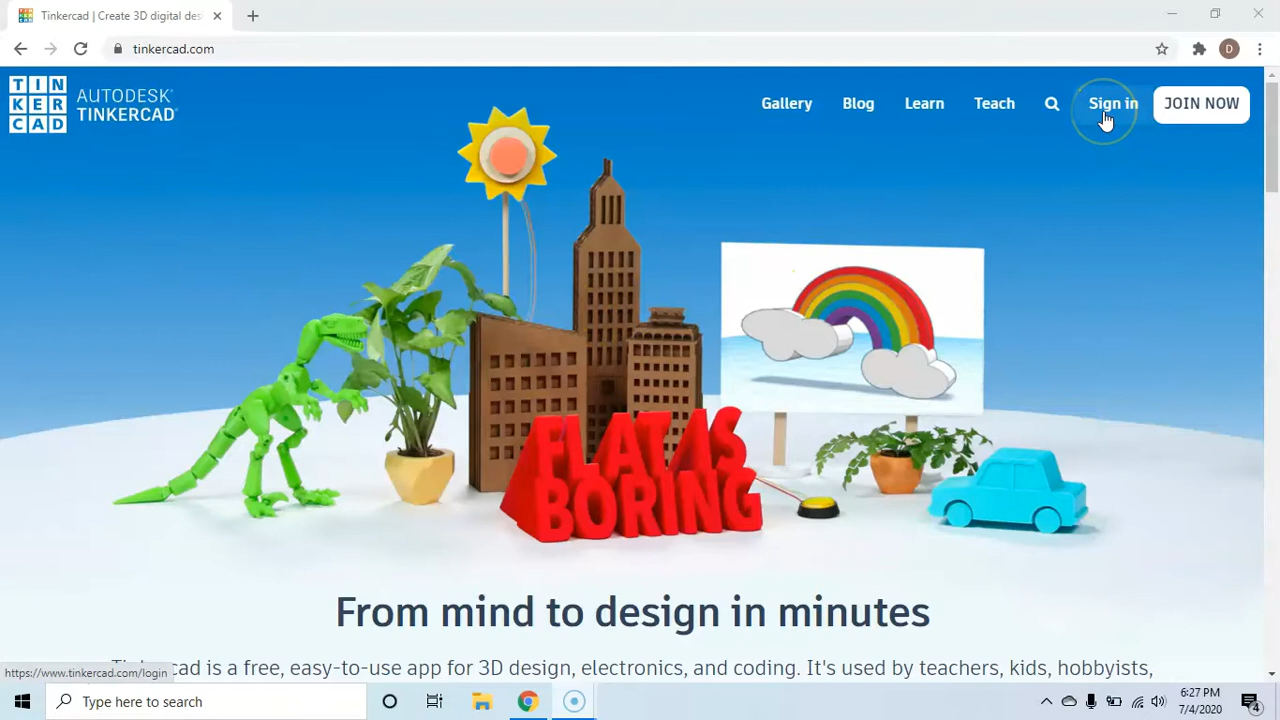 Tinkercad | Create 3D digital des
tinkercad.com
D
TIN
KER
CAD
AUTODESK®
TINKERCAD®
Gallery
Blog
Learn
Teach
Sign in
JOIN NOW
FLAT AS
BORING
From mind to design in minutes
Tinkercad is a free, easy-to-use app for 3D design, electronics, and coding. It's used by teachers, kids, hobbyists,
https://www.tinkercad.com/login
Type here to search
6:27 PM
7/4/2020
4